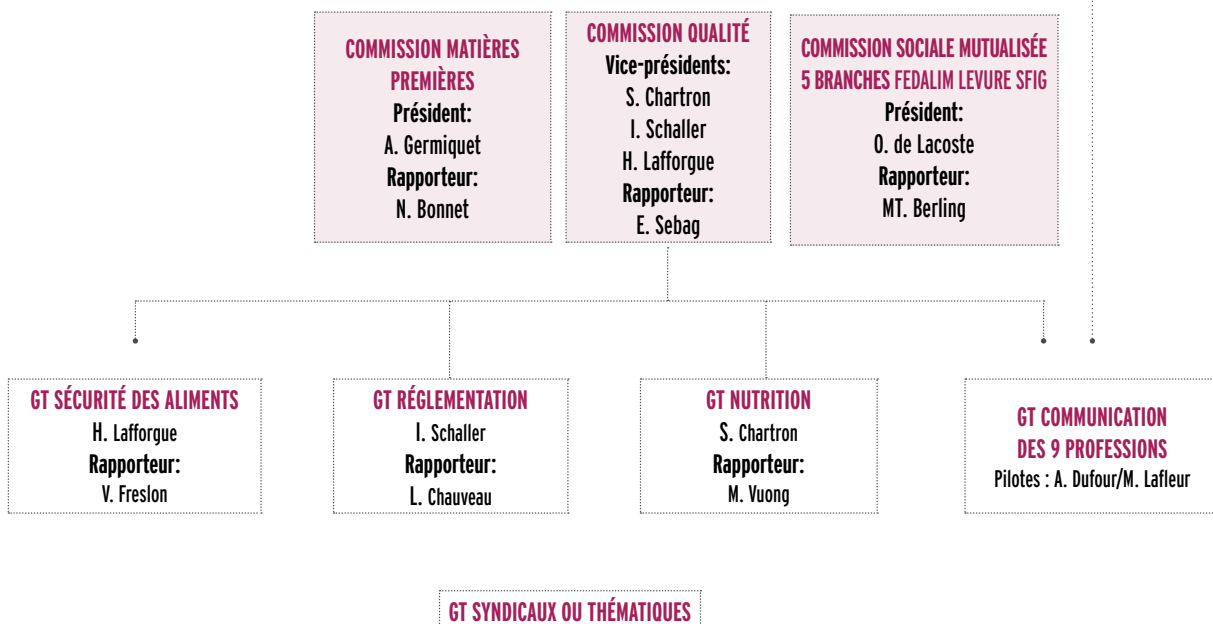 COMMISSION MATIÈRES
PREMIÈRES
Président:
A. Germiquet
Rapporteur:
N. Bonnet
COMMISSION QUALITÉ
Vice-présidents:
S. Chartron
I. Schaller
H. Lafforgue
Rapporteur:
E. Sebag
COMMISSION SOCIALE MUTUALISÉE
5 BRANCHES FEDALIM LEVURE SFIG
Président:
O. de Lacoste
Rapporteur:
MT. Berling
GT SÉCURITÉ DES ALIMENTS
H. Lafforgue
Rapporteur:
V. Freslon
GT RÉGLEMENTATION
I. Schaller
Rapporteur:
L. Chauveau
GT NUTRITION
S. Chartron
Rapporteur:
M. Vuong
GT COMMUNICATION
DES 9 PROFESSIONS
Pilotes : A. Dufour/M. Lafleur
GT SYNDICAUX OU THÉMATIQUES